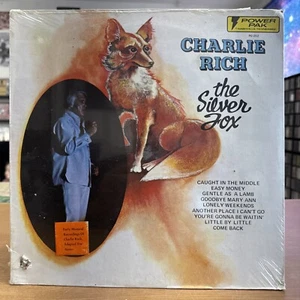 POWER
PAK
CHARLIE
RICH
the
Silver
Fox
CAUGHT IN THE MIDDLE
EASY MONEY
GENTLE AS A LAMB
GOODBYE MARY ANN
LONELY WEEKENDS
ANOTHER PLACE I CAN'T GO
YOU'RE GONNA BE WAITIN'
LITTLE BY LITTLE
COME BACK